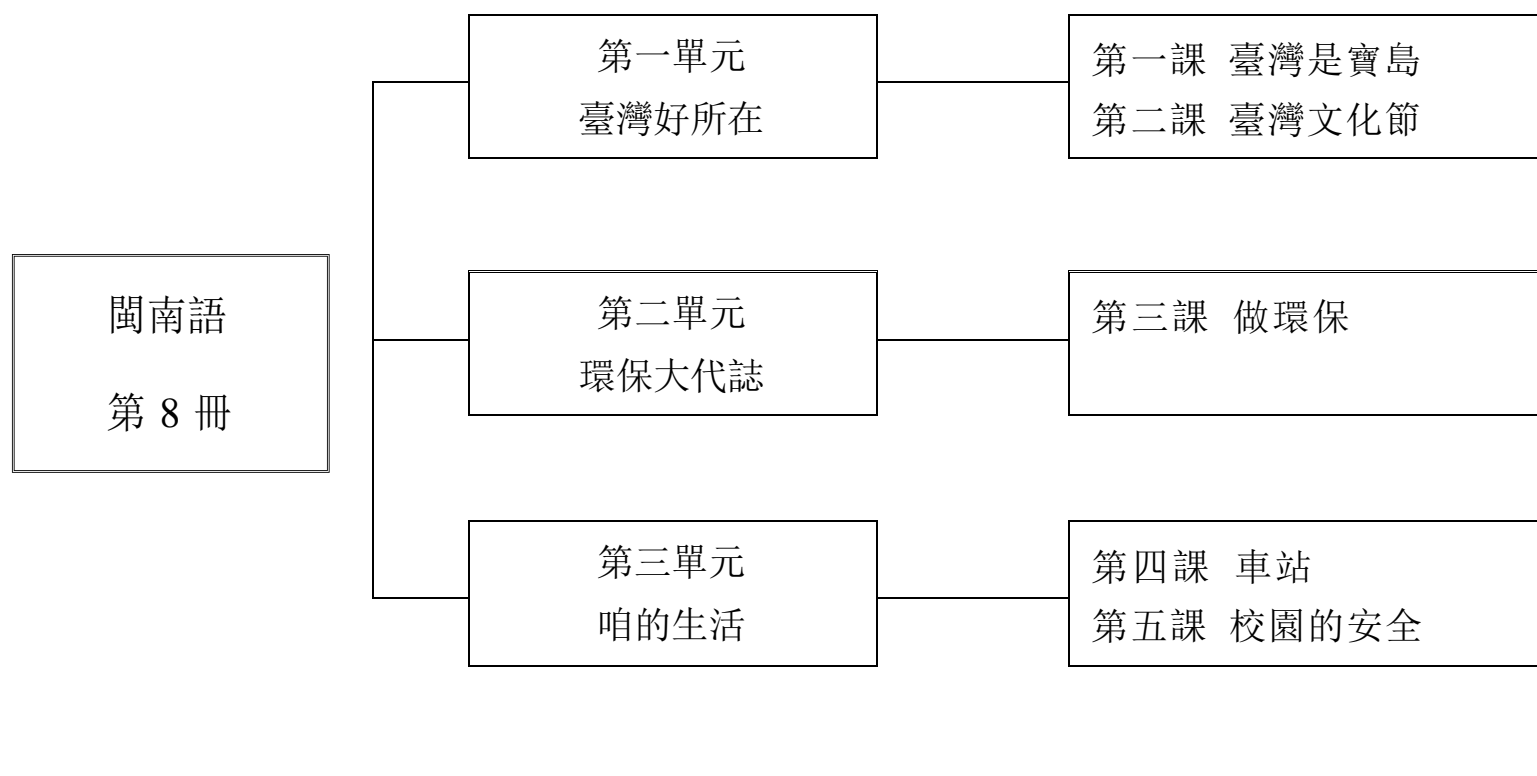 閩南語
第 8 冊
第一單元
臺灣好所在
第一課 臺灣是寶島
第二課 臺灣文化節
第二單元
環保大代誌
第三課 做環保
第三單元
咱的生活
第四課 車站
第五課 校園的安全